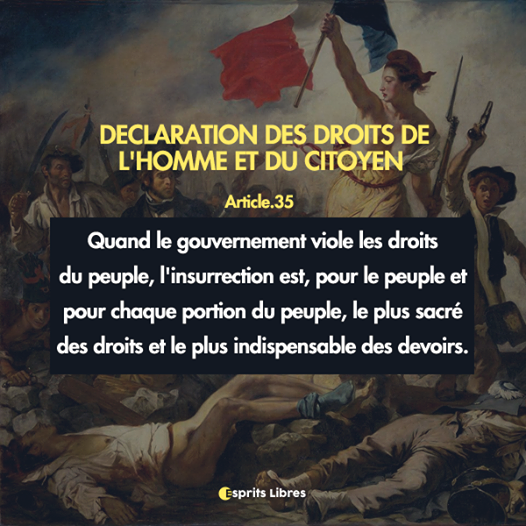 DECLARATION DES DROITS DE
L'HOMME ET DU CITOYEN
Article.35
Quand le gouvernement viole les droits
du peuple, l'insurrection est, pour le peuple et
pour chaque portion du peuple, le plus sacré
des droits et le plus indispensable des devoirs.
Esprits Libres